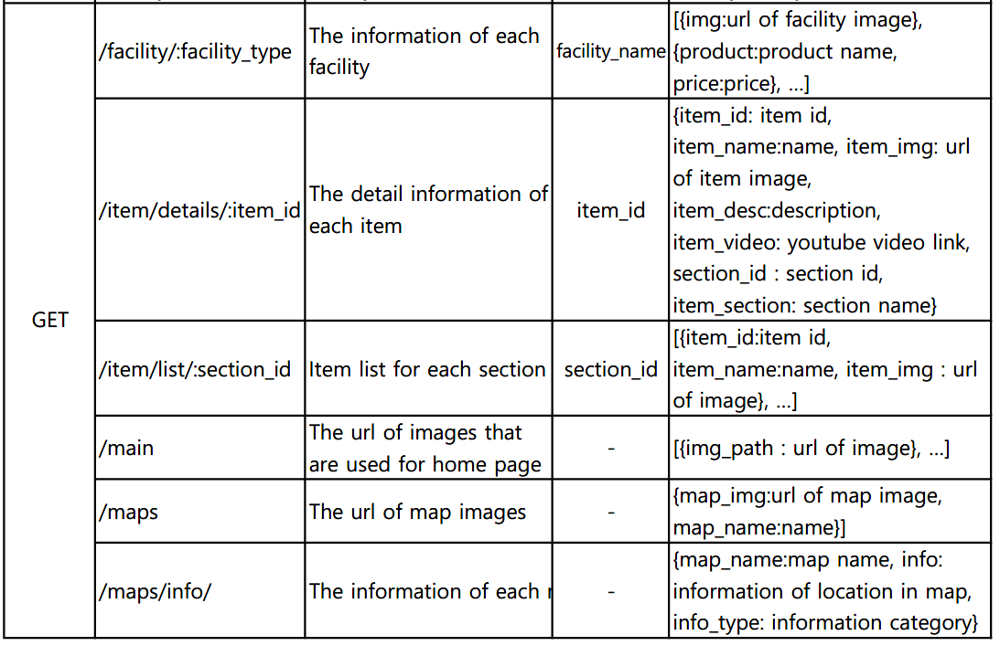 /facility/:facility_type
The information of each
facility
facility_name
[{img:url of facility image},
{product:product name,
price:price}, ...]
GET
/item/details/:item_id
The detail information of
each item
item_id
{item_id: item id,
item_name:name, item_img: url
of item image,
item_desc:description,
item_video: youtube video link,
section_id : section id,
item_section: section name}
/item/list/:section_id
Item list for each section
section_id
[{item_id:item id,
item_name:name, item_img : url
of image}, ...]
/main
The url of images that
are used for home page
-
[{img_path : url of image}, ...]
/maps
The url of map images
-
{map_img:url of map image,
map_name:name}]
/maps/info/
The information of each
-
{map_name:map name, info:
information of location in map,
info_type: information category}